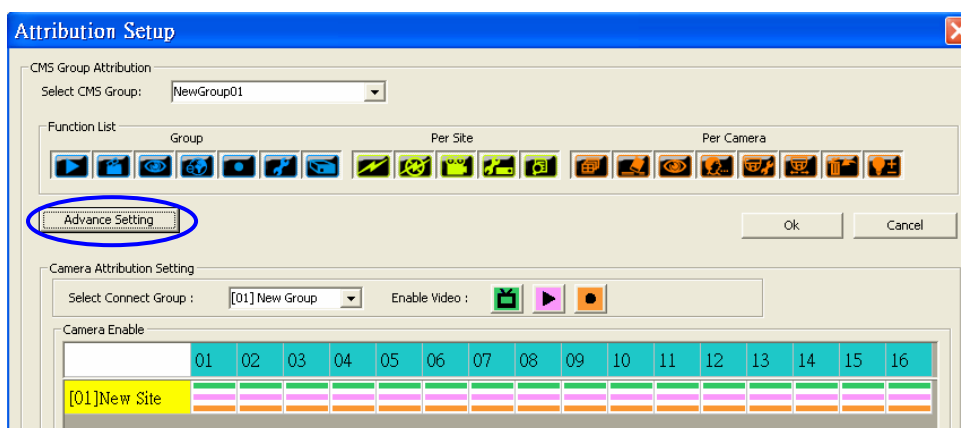 Attribution Setup
CMS Group Attribution
Select CMS Group: NewGroup01
Function List
Group Per Site Per Camera
Advance Setting Ok Cancel
Camera Attribution Setting
Select Connect Group : [01] New Group Enable Video :
Camera Enable
01 02 03 04 05 06 07 08 09 10 11 12 13 14 15 16
[01]New Site